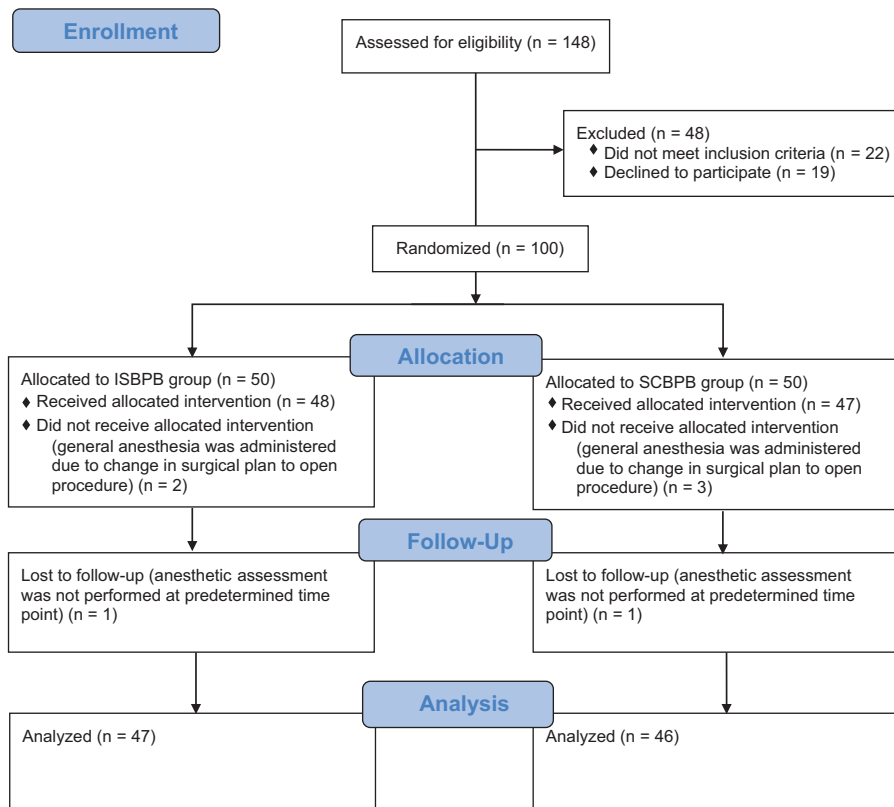 Enrollment
Assessed for eligibility (n = 148)
Excluded (n = 48)
♦ Did not meet inclusion criteria (n = 22)
♦ Declined to participate (n = 19)
Randomized (n = 100)
Allocation
Allocated to ISBPB group (n = 50)
♦ Received allocated intervention (n = 48)
♦ Did not receive allocated intervention
(general anesthesia was administered
due to change in surgical plan to open
procedure) (n = 2)
Allocated to SCBPB group (n = 50)
♦ Received allocated intervention (n = 47)
♦ Did not receive allocated intervention
(general anesthesia was administered
due to change in surgical plan to open
procedure) (n = 3)
Follow-Up
Lost to follow-up (anesthetic assessment
was not performed at predetermined time
point) (n = 1)
Lost to follow-up (anesthetic assessment
was not performed at predetermined time
point) (n = 1)
Analysis
Analyzed (n = 47)
Analyzed (n = 46)